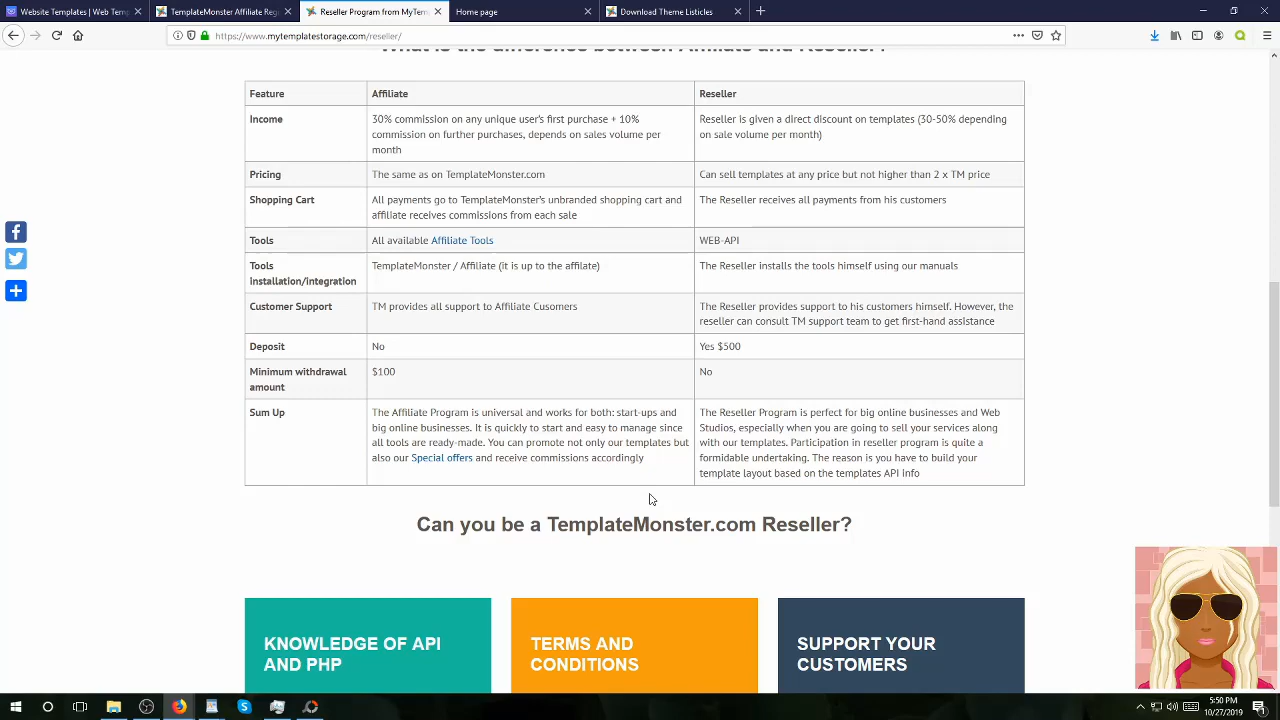 Website Templates | Web Temp
TemplateMonster Affiliate Reg
Reseller Program from MyTem
Home page
Download Theme Listicles
https://www.mytemplatestorage.com/reseller/
What is the difference between Affiliate and Reseller?
Feature
Affiliate
Reseller
Income
30% commission on any unique user's first purchase + 10%
commission on further purchases, depends on sales volume per
month
Reseller is given a direct discount on templates (30-50% depending
on sale volume per month)
Pricing
The same as on TemplateMonster.com
Can sell templates at any price but not higher than 2 x TM price
Shopping Cart
All payments go to TemplateMonster's unbranded shopping cart and
affiliate receives commissions from each sale
The Reseller receives all payments from his customers
Tools
All available Affiliate Tools
WEB-API
Tools
installation/integration
TemplateMonster / Affiliate (it is up to the affilate)
The Reseller installs the tools himself using our manuals
Customer Support
TM provides all support to Affiliate Cusomers
The Reseller provides support to his customers himself. However, the
reseller can consult TM support team to get first-hand assistance
Deposit
No
Yes $500
Minimum withdrawal
amount
$100
No
Sum Up
The Affiliate Program is universal and works for both: start-ups and
big online businesses. It is quickly to start and easy to manage since
all tools are ready-made. You can promote not only our templates but
also our Special offers and receive commissions accordingly
The Reseller Program is perfect for big online businesses and Web
Studios, especially when you are going to sell your services along
with our templates. Participation in reseller program is quite a
formidable undertaking. The reason is you have to build your
template layout based on the templates API info
Can you be a TemplateMonster.com Reseller?
KNOWLEDGE OF API
AND PHP
TERMS AND
CONDITIONS
SUPPORT YOUR
CUSTOMERS
5:50 PM
10/27/2019